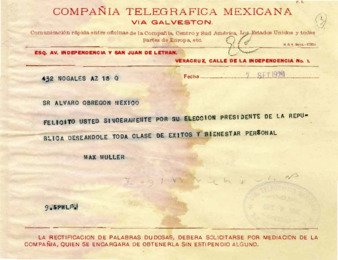 COMPAÑIA TELEGRAFICA MEXICANA
VIA GALVESTON.
Comunicación rápida entre oficinas de la Compañía, Centro y Sud América, Los Estados Unidos y todas
Partes de Europa, etc.
ESQ. AV. INDEPENDENCIA Y SAN JUAN DE LETRAN.
VERACRUZ, CALLE DE LA INDEPENDENCIA No. 1.
432 NOGALES AZ 18 O
Fecha
SR ALVARO OBREGON MEXICO
FELICITO USTED SINCERAMENTE POR SU ELECCION PRESIDENTE DE LA REPU-
BLICA DESEANDOLE TODA CLASE DE EXITOS Y BIENESTAR PERSONAL
MAX MULLER
LA RECTIFICACION DE PALABRAS DUDOSAS, DEBERA SOLICITARSE POR MEDIACION DE LA
COMPAÑIA, QUIEN SE ENCARGARA DE OBTENERLA SIN ESTIPENDIO ALGUNO.